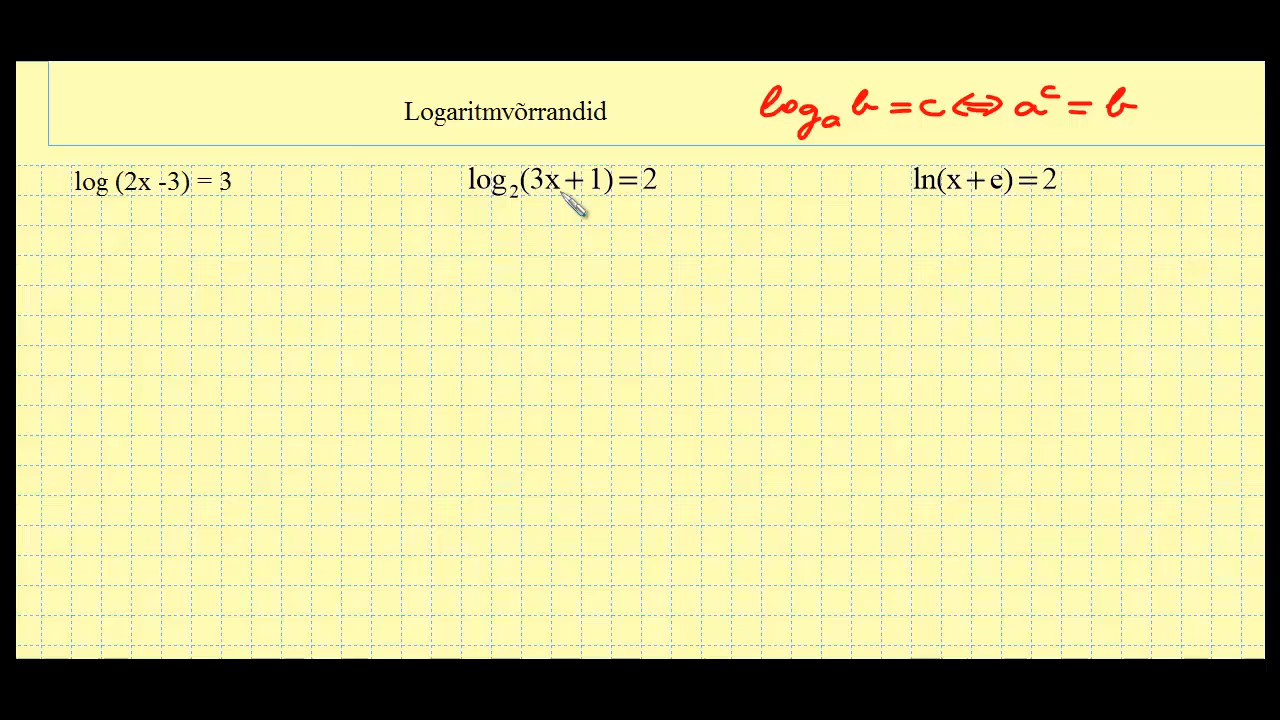 Logaritmvõrrandid
logₐ b = c ⇔ aᶜ = b
log (2x -3) = 3
log₂(3x + 1) = 2
ln(x + e) = 2